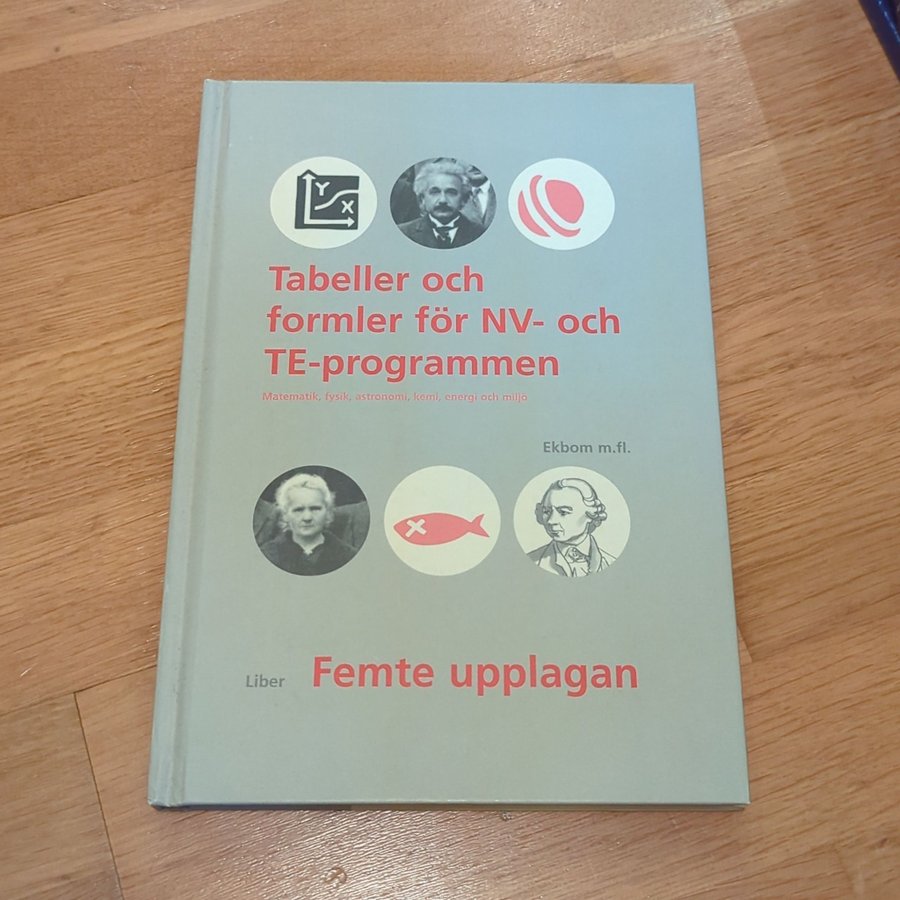 Y
X
Tabeller och
formler för NV- och
TE-programmen
Matematik, fysik, astronomi, kemi, energi och miljö
Ekbom m.fl.
Liber Femte upplagan